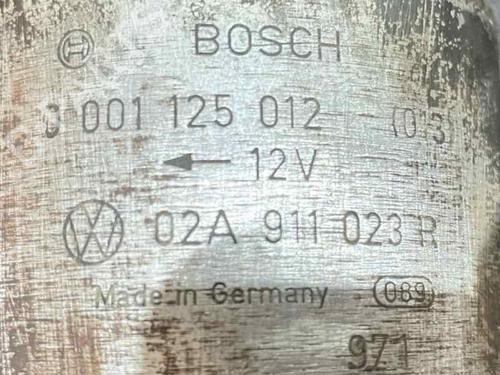 BOSCH
0 001 125 012 (03)
12V
02A 911 023 R
Made in Germany 089
971